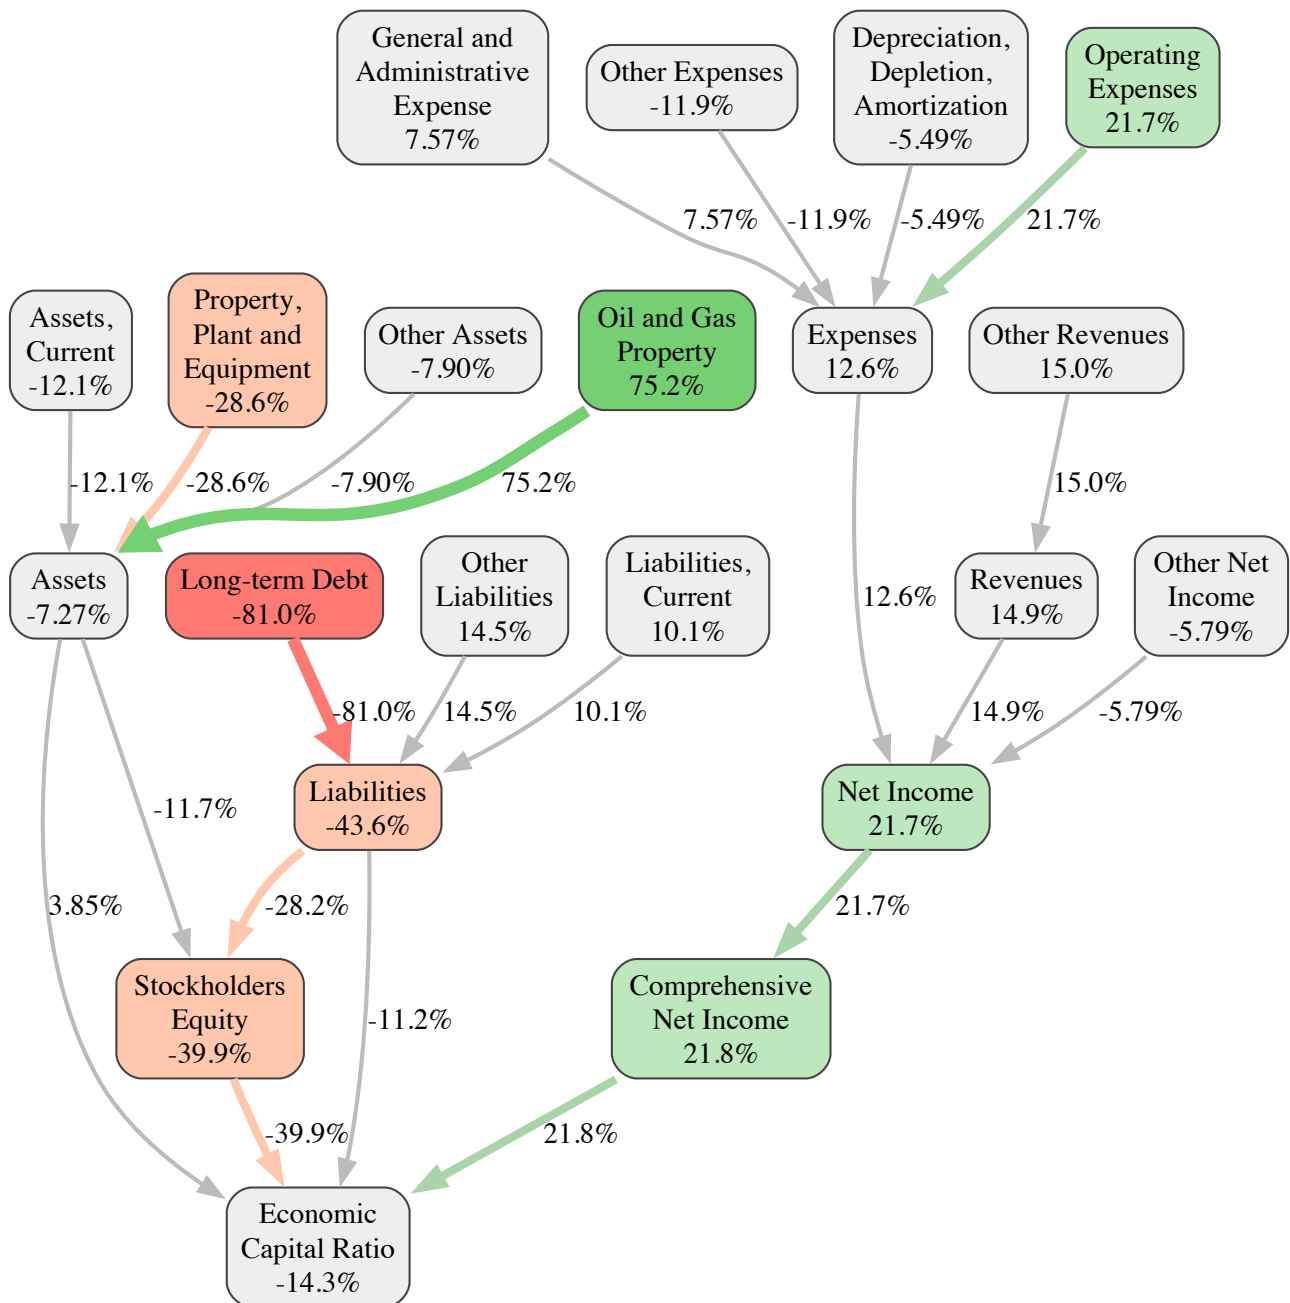 General and
Administrative
Expense
7.57%
Other Expenses
-11.9%
Depreciation,
Depletion,
Amortization
-5.49%
Operating
Expenses
21.7%
7.57%
-11.9%
-5.49%
21.7%
Assets,
Current
-12.1%
Property,
Plant and
Equipment
-28.6%
Other Assets
-7.90%
Oil and Gas
Property
75.2%
Expenses
12.6%
Other Revenues
15.0%
-12.1%
-28.6%
-7.90%
75.2%
15.0%
Assets
-7.27%
Long-term Debt
-81.0%
Other
Liabilities
14.5%
Liabilities,
Current
10.1%
12.6%
Revenues
14.9%
Other Net
Income
-5.79%
-81.0%
14.5%
10.1%
14.9%
-5.79%
-11.7%
Liabilities
-43.6%
Net Income
21.7%
3.85%
-28.2%
21.7%
Stockholders
Equity
-39.9%
-11.2%
Comprehensive
Net Income
21.8%
-39.9%
21.8%
Economic
Capital Ratio
-14.3%